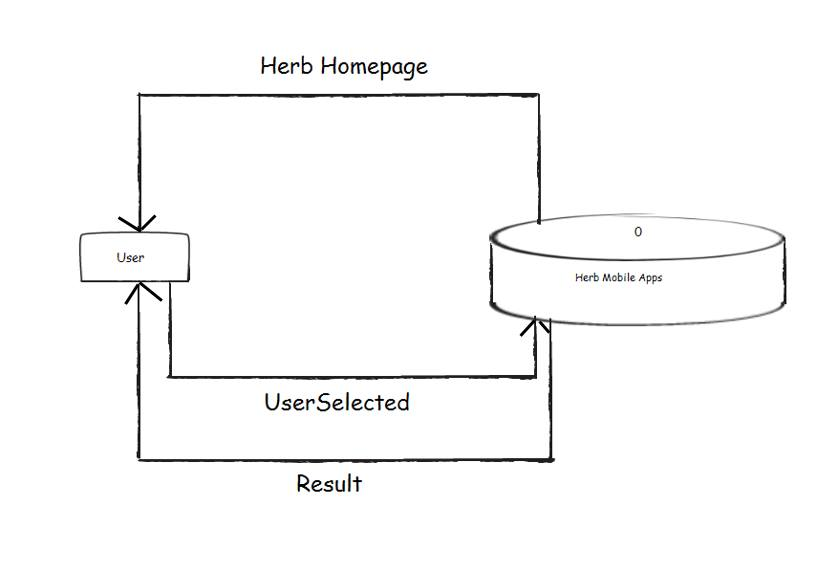 Herb Homepage
0
User
Herb Mobile Apps
UserSelected
Result